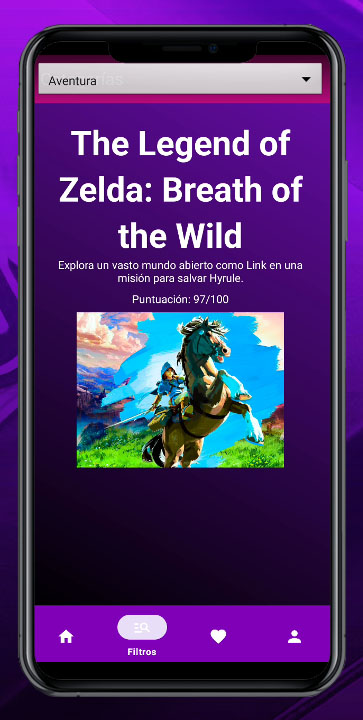 Aventura
The Legend of
Zelda: Breath of
the Wild
Explora un vasto mundo abierto como Link en una
misión para salvar Hyrule.
Puntuación: 97/100
Filtros